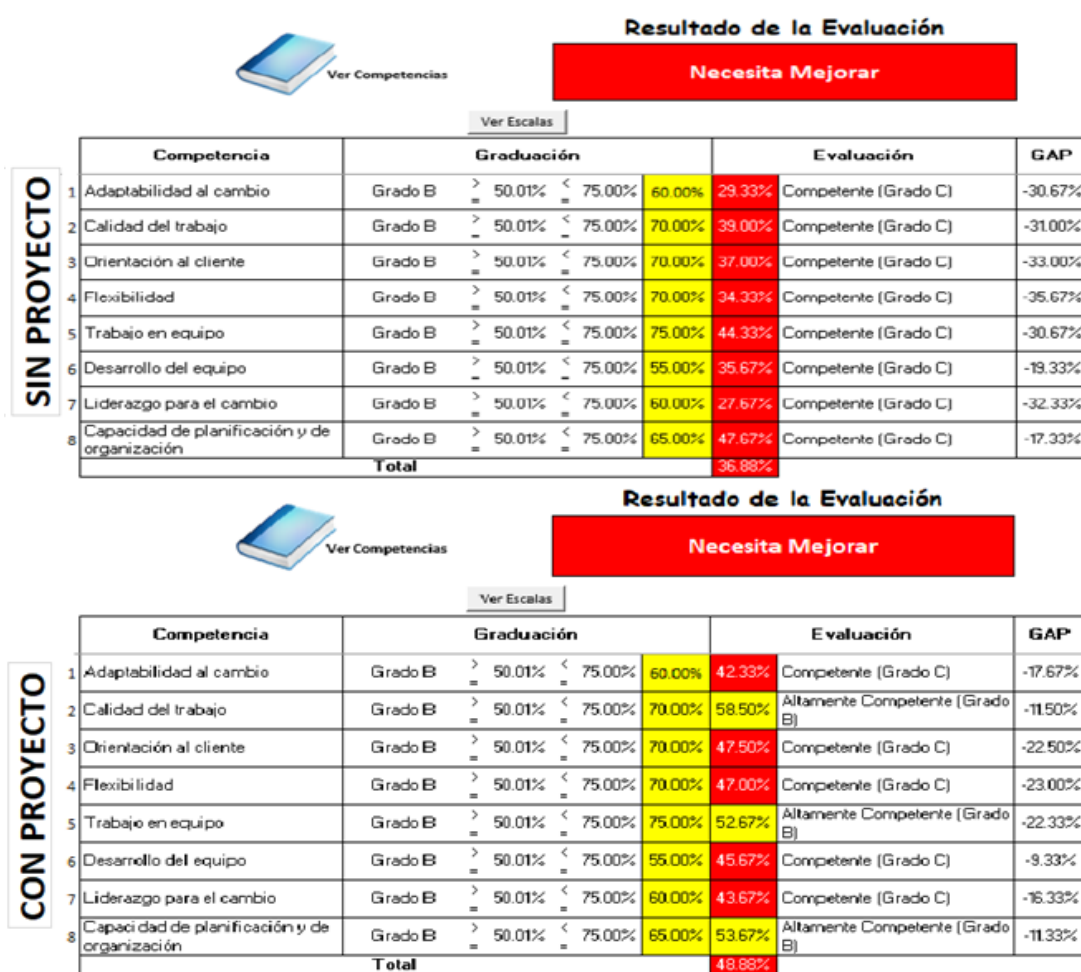 Resultado de la Evaluación
Ver Competencias
Necesita Mejorar
Ver Escalas
Competencia Graduación Evaluación GAP
SIN PROYECTO
1 Adaptabilidad al cambio Grado B >= 50.01% <= 75.00% 60.00% 29.33% Competente (Grado C) -30.67%
2 Calidad del trabajo Grado B >= 50.01% <= 75.00% 70.00% 39.00% Competente (Grado C) -31.00%
3 Orientación al cliente Grado B >= 50.01% <= 75.00% 70.00% 37.00% Competente (Grado C) -33.00%
4 Flexibilidad Grado B >= 50.01% <= 75.00% 70.00% 34.33% Competente (Grado C) -35.67%
5 Trabajo en equipo Grado B >= 50.01% <= 75.00% 75.00% 44.33% Competente (Grado C) -30.67%
6 Desarrollo del equipo Grado B >= 50.01% <= 75.00% 55.00% 35.67% Competente (Grado C) -19.33%
7 Liderazgo para el cambio Grado B >= 50.01% <= 75.00% 60.00% 27.67% Competente (Grado C) -32.33%
8 Capacidad de planificación y de
organización Grado B >= 50.01% <= 75.00% 65.00% 47.67% Competente (Grado C) -17.33%
Total 36.88%
Resultado de la Evaluación
Ver Competencias
Necesita Mejorar
Ver Escalas
Competencia Graduación Evaluación GAP
CON PROYECTO
1 Adaptabilidad al cambio Grado B >= 50.01% <= 75.00% 60.00% 42.33% Competente (Grado C) -17.67%
2 Calidad del trabajo Grado B >= 50.01% <= 75.00% 70.00% 58.50% Altamente Competente (Grado
B) -11.50%
3 Orientación al cliente Grado B >= 50.01% <= 75.00% 70.00% 47.50% Competente (Grado C) -22.50%
4 Flexibilidad Grado B >= 50.01% <= 75.00% 70.00% 47.00% Competente (Grado C) -23.00%
5 Trabajo en equipo Grado B >= 50.01% <= 75.00% 75.00% 52.67% Altamente Competente (Grado
B) -22.33%
6 Desarrollo del equipo Grado B >= 50.01% <= 75.00% 55.00% 45.67% Competente (Grado C) -9.33%
7 Liderazgo para el cambio Grado B >= 50.01% <= 75.00% 60.00% 43.67% Competente (Grado C) -16.33%
8 Capacidad de planificación y de
organización Grado B >= 50.01% <= 75.00% 65.00% 53.67% Altamente Competente (Grado
B) -11.33%
Total 48.88%